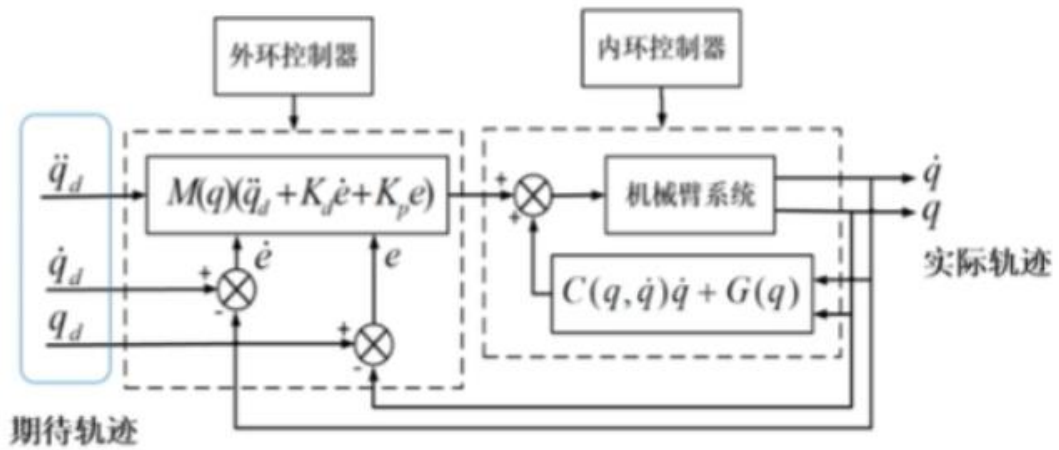 外环控制器
内环控制器
q̈_d
M(q)(q̈_d + K_d ė + K_p e)
+
+
机械臂系统
q̇
q
实际轨迹
q̇_d
+
-
ė
e
C(q, q̇)q̇ + G(q)
q_d
+
-
期待轨迹